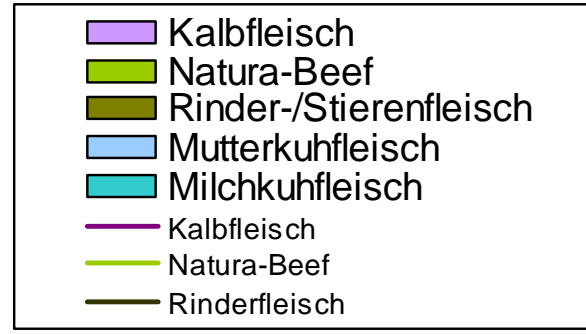 Kalbfleisch
Natura-Beef
Rinder-/Stierenfleisch
Mutterkuhfleisch
Milchkuhfleisch
Kalbfleisch
Natura-Beef
Rinderfleisch